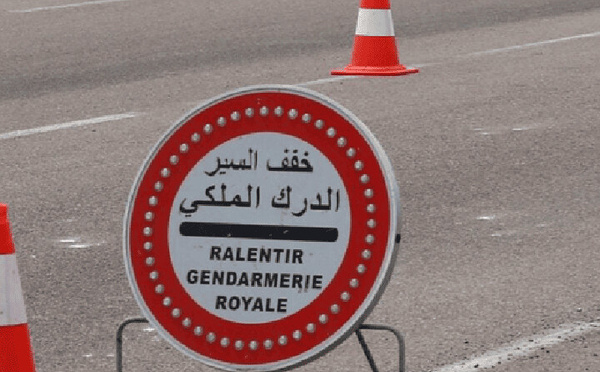 خفف السير
الدرك الملكي
RALENTIR
GENDARMERIE
ROYALE